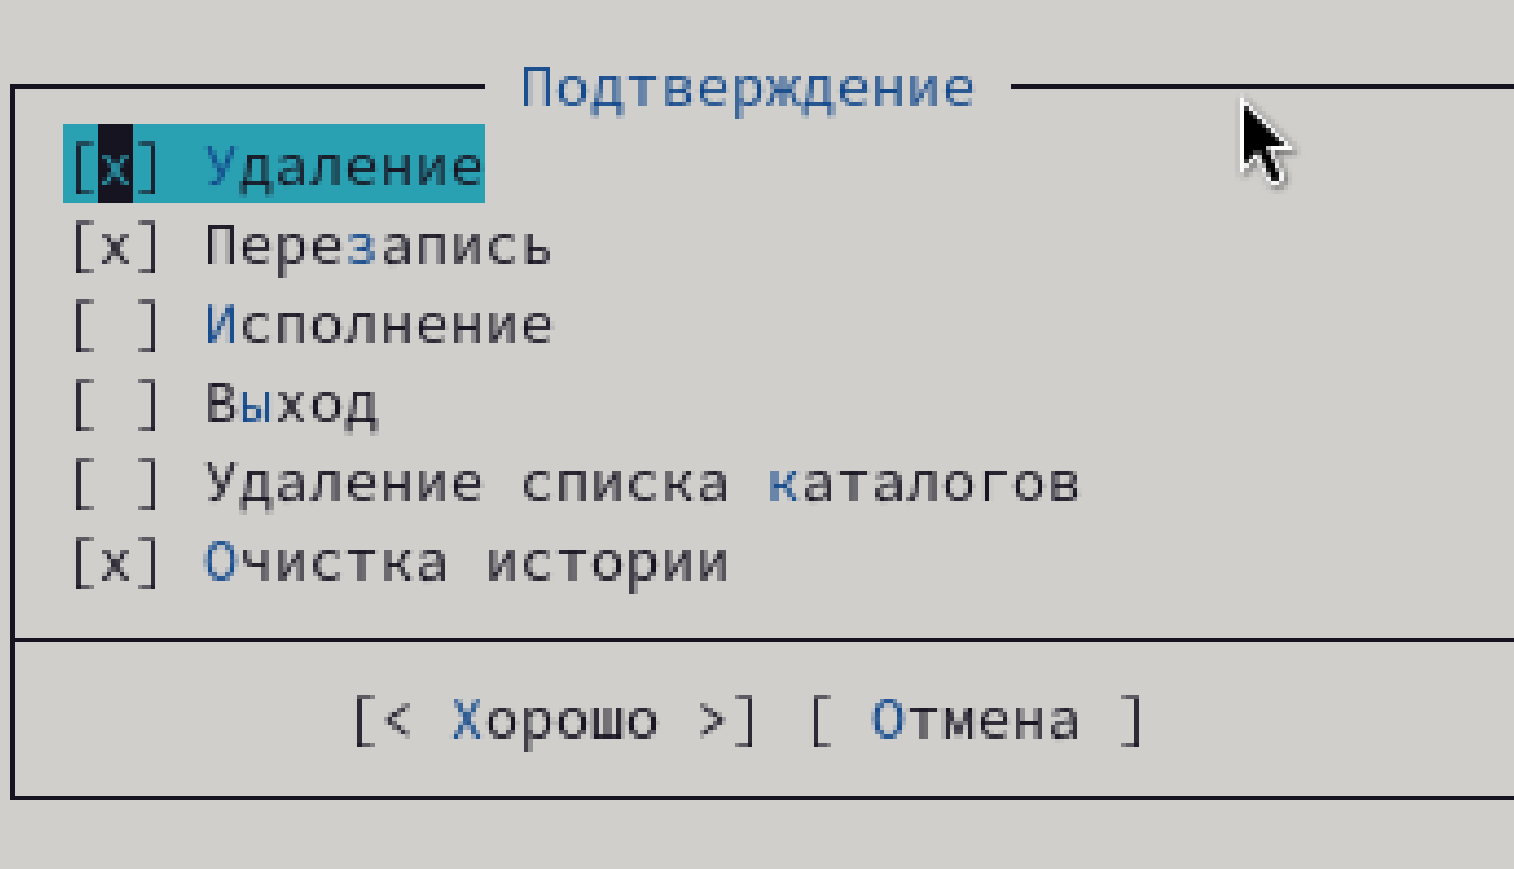 Подтверждение
[x] Удаление
[x] Перезапись
[ ] Исполнение
[ ] Выход
[ ] Удаление списка каталогов
[x] Очистка истории
[< Хорошо >] [ Отмена ]